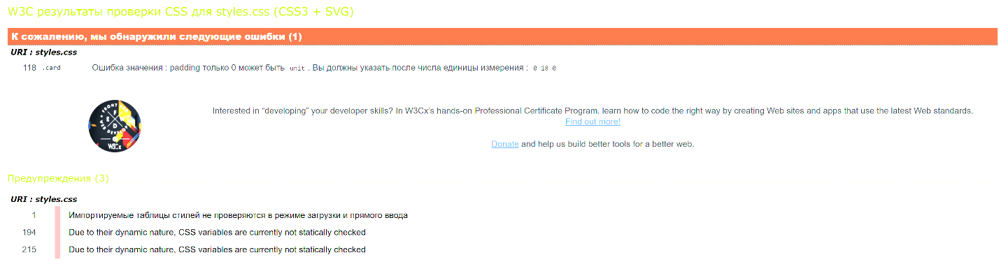 W3C результаты проверки CSS для styles.css (CSS3 + SVG)
К сожалению, мы обнаружили следующие ошибки (1)
URI : styles.css
118 .card Ошибка значения : padding только 0 может быть unit . Вы должны указать после числа единицы измерения : 0 18 0
FRONT
WEB DEVELOP
F E E D
W3Cx
Interested in “developing” your developer skills? In W3Cx’s hands-on Professional Certificate Program, learn how to code the right way by creating Web sites and apps that use the latest Web standards.
Find out more!
Donate and help us build better tools for a better web.
Предупреждения (3)
URI : styles.css
1 Импортируемые таблицы стилей не проверяются в режиме загрузки и прямого ввода
194 Due to their dynamic nature, CSS variables are currently not statically checked
215 Due to their dynamic nature, CSS variables are currently not statically checked